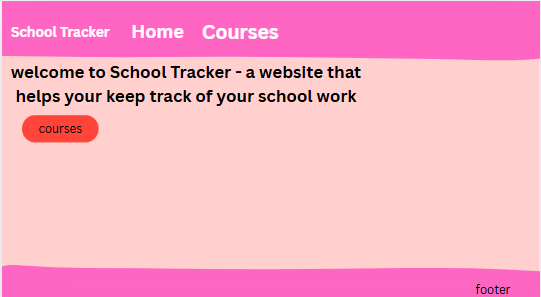 School Tracker Home Courses
welcome to School Tracker - a website that
helps your keep track of your school work
courses
footer